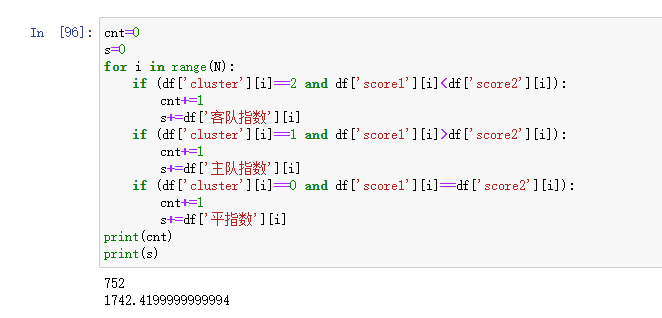 In [96]: cnt=0
s=0
for i in range(N):
    if (df['cluster'][i]==2 and df['score1'][i]<df['score2'][i]):
        cnt+=1
        s+=df['客队指数'][i]
    if (df['cluster'][i]==1 and df['score1'][i]>df['score2'][i]):
        cnt+=1
        s+=df['主队指数'][i]
    if (df['cluster'][i]==0 and df['score1'][i]==df['score2'][i]):
        cnt+=1
        s+=df['平指数'][i]
print(cnt)
print(s)
752
1742.4199999999994